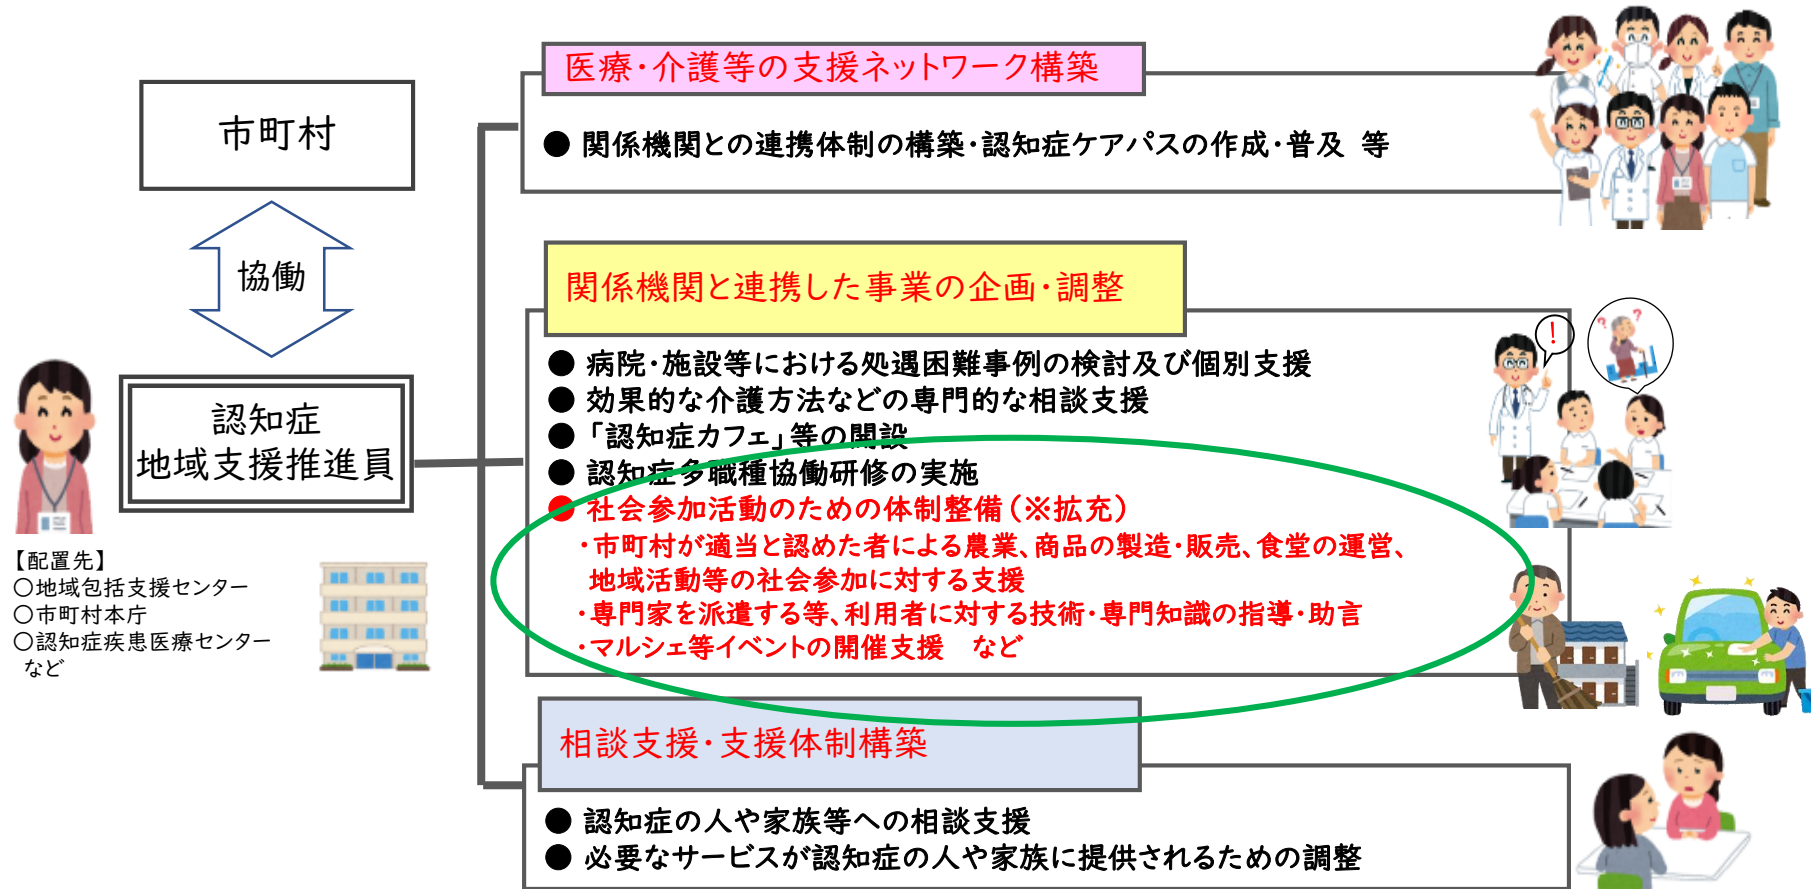 市町村
協働
認知症
地域支援推進員
【配置先】
○地域包括支援センター
○市町村本庁
○認知症疾患医療センター
など
医療・介護等の支援ネットワーク構築
● 関係機関との連携体制の構築・認知症ケアパスの作成・普及 等
関係機関と連携した事業の企画・調整
● 病院・施設等における処遇困難事例の検討及び個別支援
● 効果的な介護方法などの専門的な相談支援
● 「認知症カフェ」等の開設
● 認知症多職種協働研修の実施
● 社会参加活動のための体制整備（※拡充）
・市町村が適当と認めた者による農業、商品の製造・販売、食堂の運営、
地域活動等の社会参加に対する支援
・専門家を派遣する等、利用者に対する技術・専門知識の指導・助言
・マルシェ等イベントの開催支援　など
!
? ?
相談支援・支援体制構築
● 認知症の人や家族等への相談支援
● 必要なサービスが認知症の人や家族に提供されるための調整